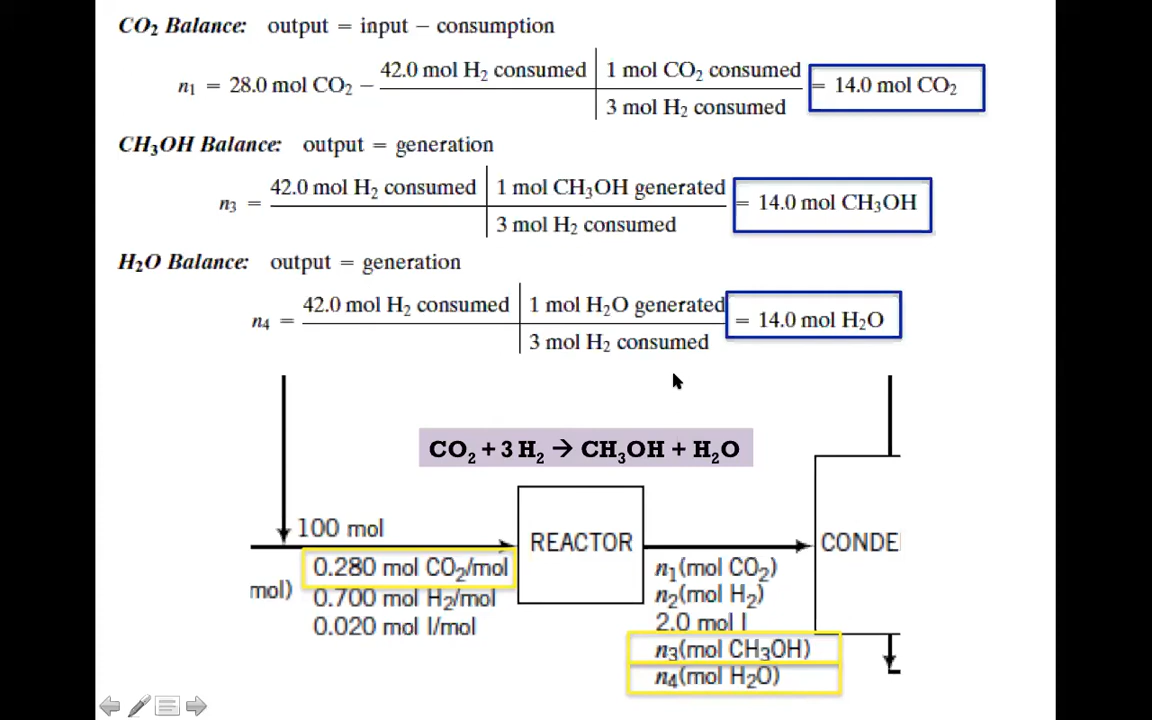 CO₂ Balance: output = input − consumption
n₁ = 28.0 mol CO₂ − 42.0 mol H₂ consumed | 1 mol CO₂ consumed = 14.0 mol CO₂
3 mol H₂ consumed
CH₃OH Balance: output = generation
n₃ = 42.0 mol H₂ consumed | 1 mol CH₃OH generated = 14.0 mol CH₃OH
3 mol H₂ consumed
H₂O Balance: output = generation
n₄ = 42.0 mol H₂ consumed | 1 mol H₂O generated = 14.0 mol H₂O
3 mol H₂ consumed
CO₂ + 3 H₂ → CH₃OH + H₂O
100 mol
REACTOR
CONDE
mol)
0.280 mol CO₂/mol
0.700 mol H₂/mol
0.020 mol I/mol
n₁(mol CO₂)
n₂(mol H₂)
2.0 mol I
n₃(mol CH₃OH)
n₄(mol H₂O)